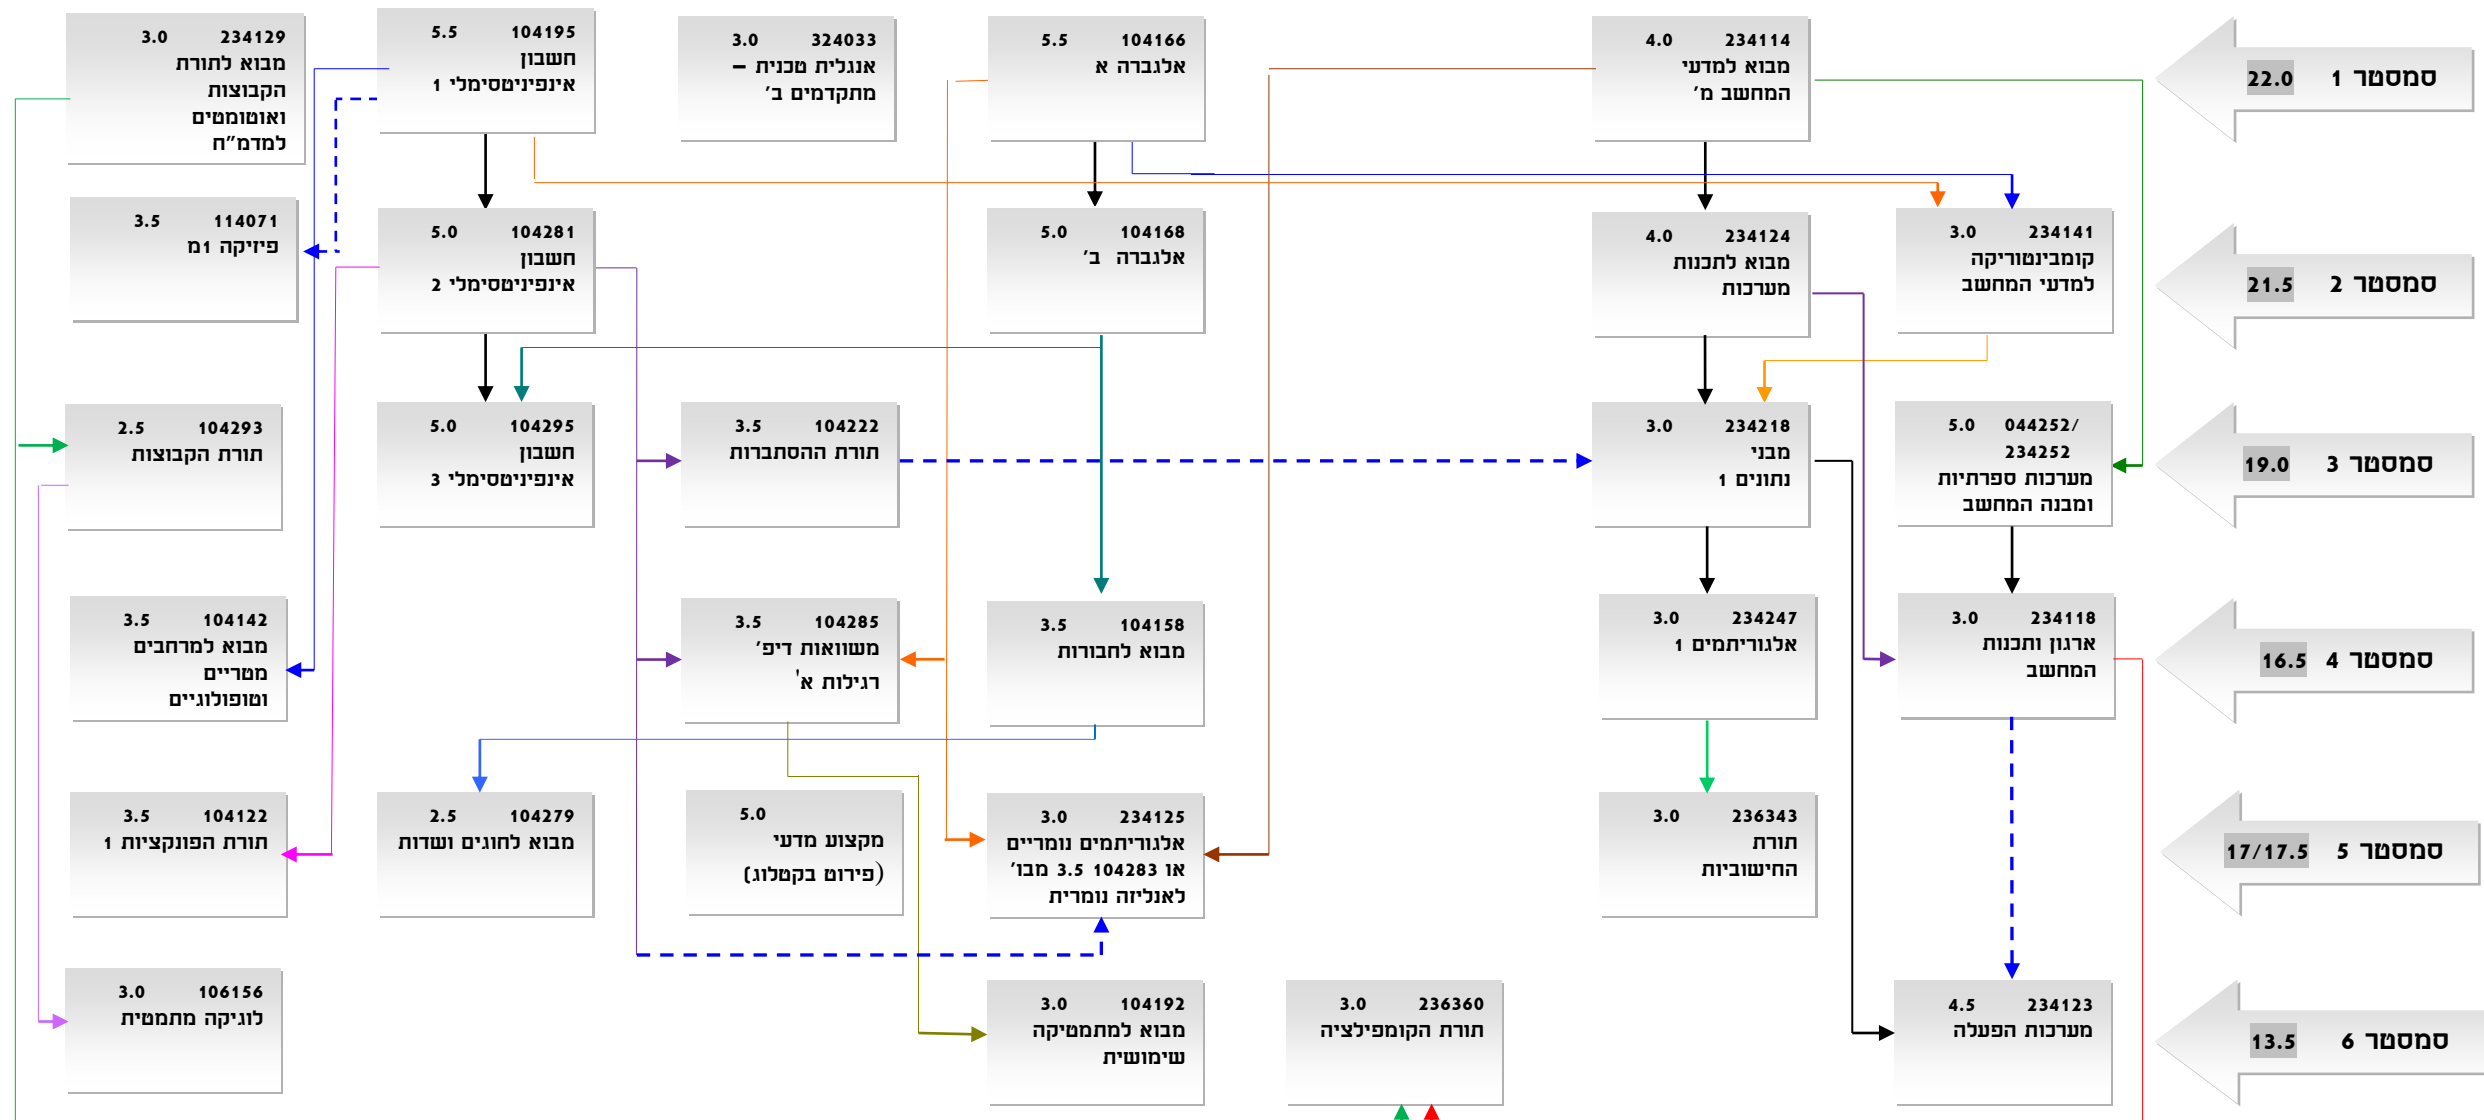 סמסטר 1 22.0
234114 4.0
מבוא למדעי
המחשב מ'
104166 5.5
אלגברה א
324033 3.0
אנגלית טכנית –
מתקדמים ב'
104195 5.5
חשבון
אינפיניטסימלי 1
234129 3.0
מבוא לתורת
הקבוצות
ואוטומטים
למדמ"ח
סמסטר 2 21.5
234141 3.0
קומבינטוריקה
למדעי המחשב
234124 4.0
מבוא לתכנות
מערכות
104168 5.0
אלגברה ב'
104281 5.0
חשבון
אינפיניטסימלי 2
114071 3.5
פיזיקה 1מ
סמסטר 3 19.0
044252/ 5.0
234252
מערכות ספרתיות
ומבנה המחשב
234218 3.0
מבני
נתונים 1
104222 3.5
תורת ההסתברות
104295 5.0
חשבון
אינפיניטסימלי 3
104293 2.5
תורת הקבוצות
סמסטר 4 16.5
234118 3.0
ארגון ותכנות
המחשב
234247 3.0
אלגוריתמים 1
104158 3.5
מבוא לחבורות
104285 3.5
משוואות דיפ'
רגילות א'
104142 3.5
מבוא למרחבים
מטריים
וטופולוגיים
סמסטר 5 17/17.5
236343 3.0
תורת
החישוביות
234125 3.0
אלגוריתמים נומריים
או 104283 3.5 מבו'
לאנליזה נומרית
5.0
מקצוע מדעי
(פירוט בקטלוג)
104279 2.5
מבוא לחוגים ושדות
104122 3.5
תורת הפונקציות 1
סמסטר 6 13.5
234123 4.5
מערכות הפעלה
236360 3.0
תורת הקומפילציה
104192 3.0
מבוא למתמטיקה
שימושית
106156 3.0
לוגיקה מתמטית